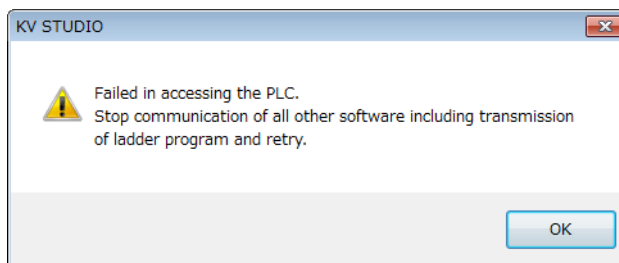 KV STUDIO
Failed in accessing the PLC.
Stop communication of all other software including transmission
of ladder program and retry.
OK